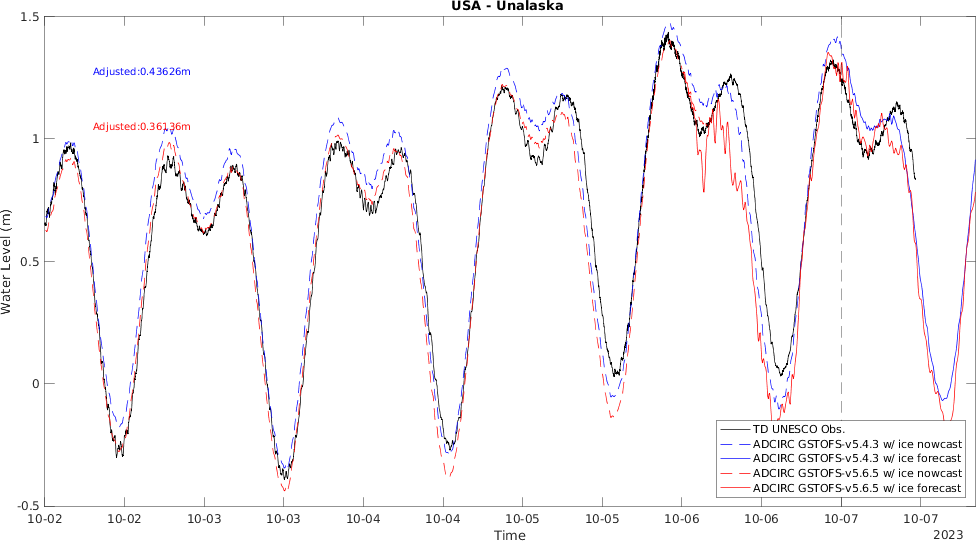 USA - Unalaska
1.5
1
0.5
0
-0.5
Water Level (m)
Adjusted:0.43626m
Adjusted:0.36136m
TD UNESCO Obs.
ADCIRC GSTOFS-v5.4.3 w/ ice nowcast
ADCIRC GSTOFS-v5.4.3 w/ ice forecast
ADCIRC GSTOFS-v5.6.5 w/ ice nowcast
ADCIRC GSTOFS-v5.6.5 w/ ice forecast
10-02 10-02 10-03 10-03 10-04 10-04 10-05 10-05 10-06 10-06 10-07 10-07
Time
2023